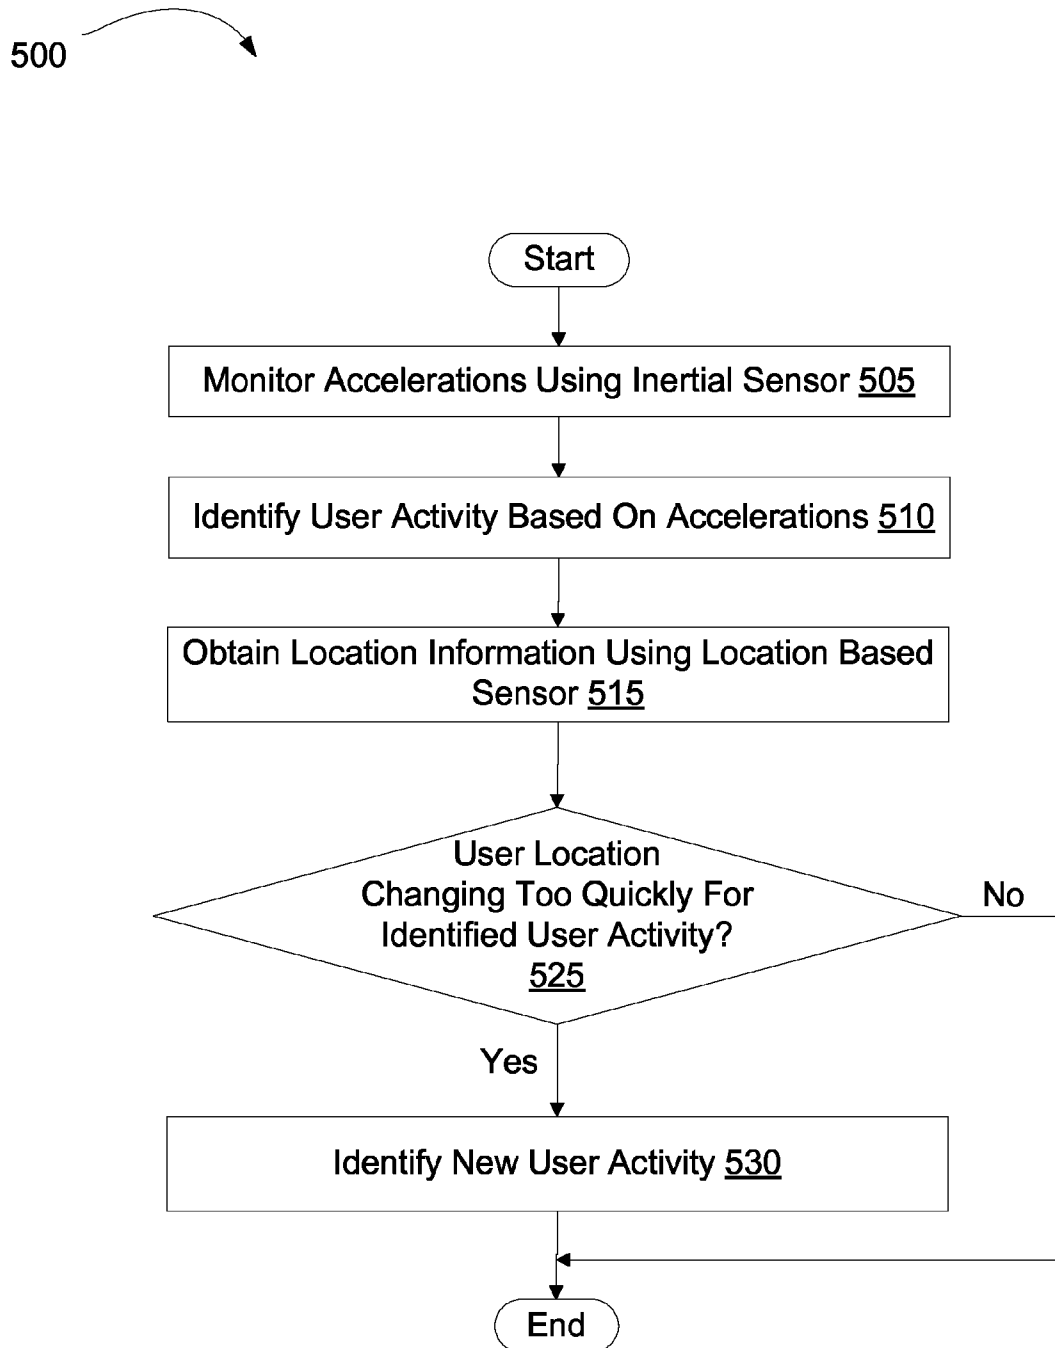 500
Start
Monitor Accelerations Using Inertial Sensor 505
Identify User Activity Based On Accelerations 510
Obtain Location Information Using Location Based
Sensor 515
User Location
Changing Too Quickly For
Identified User Activity?
525
No
Yes
Identify New User Activity 530
End